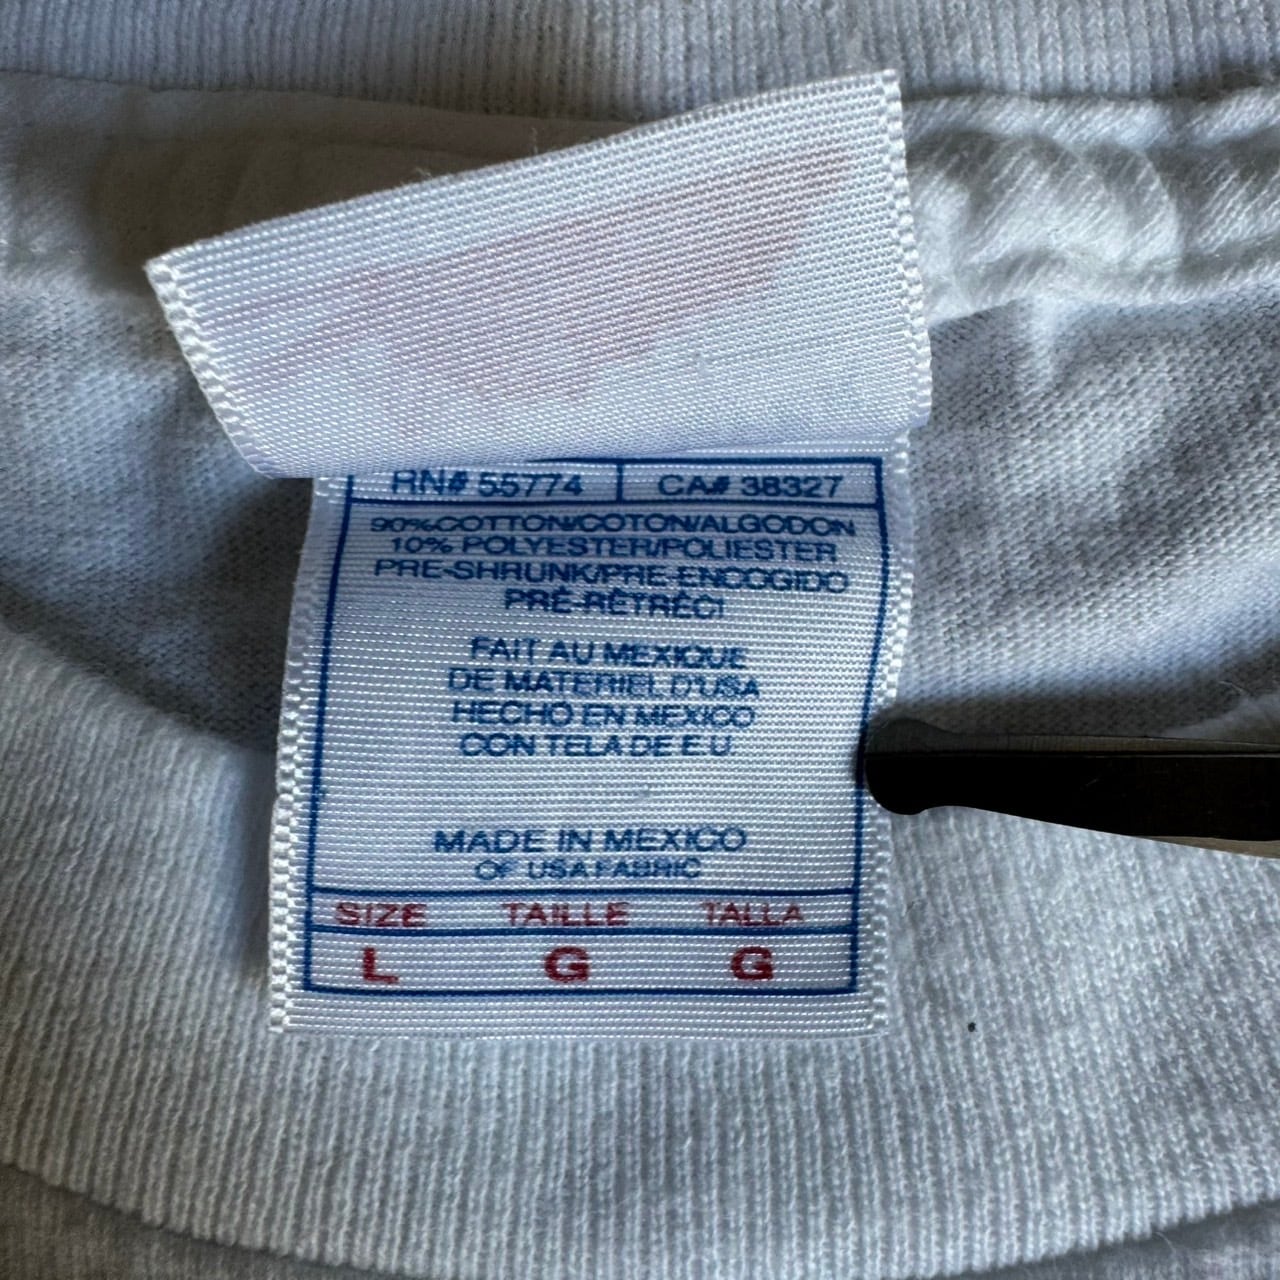 RN# 55774 CA# 38327
90%COTTON/COTON/ALGODON
10% POLYESTER/POLIESTER
PRE-SHRUNK/PRE-ENCOGIDO
PRÉ-RÉTRÉCI
FAIT AU MEXIQUE
DE MATERIEL D'USA
HECHO EN MEXICO
CON TELA DE E.U.
MADE IN MEXICO
OF USA FABRIC
SIZE TAILLE TALLA
L G G